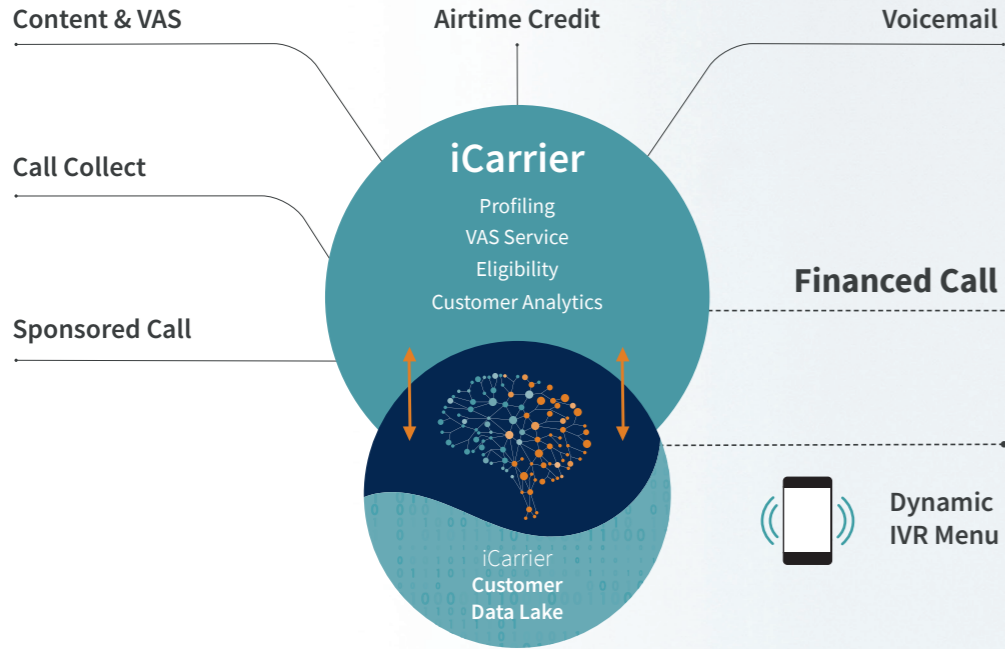 Content & VAS
Airtime Credit
Voicemail
Call Collect
Sponsored Call
iCarrier
Profiling
VAS Service
Eligibility
Customer Analytics
Financed Call
Dynamic
IVR Menu
iCarrier
Customer
Data Lake